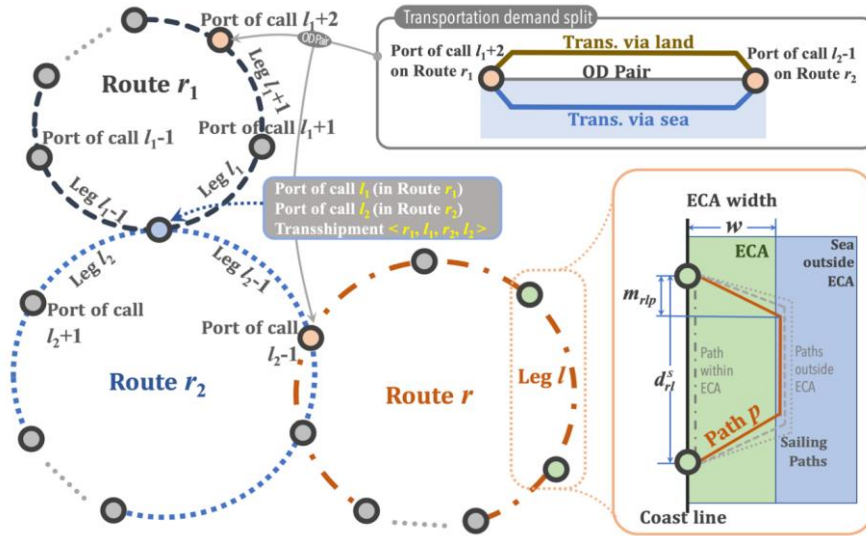 Port of call l₁+2
OD Pair
Route r₁
Leg l₁+1
Port of call l₁+1
Port of call l₁-1
Leg l₁
Leg l₁-1
Transportation demand split
Port of call l₁+2
on Route r₁
Trans. via land
OD Pair
Trans. via sea
Port of call l₂-1
on Route r₂
Port of call l₁ (in Route r₁)
Port of call l₂ (in Route r₂)
Transshipment < r₁, l₁, r₂, l₂ >
Leg l₂
Leg l₂-1
Port of call
l₂+1
Port of call
l₂-1
Route r₂
Route r
Leg l
ECA width
w
ECA
Sea
outside
ECA
m_rlp
d_rl^s
Path
within
ECA
Paths
outside
ECA
Path p
Sailing
Paths
Coast line